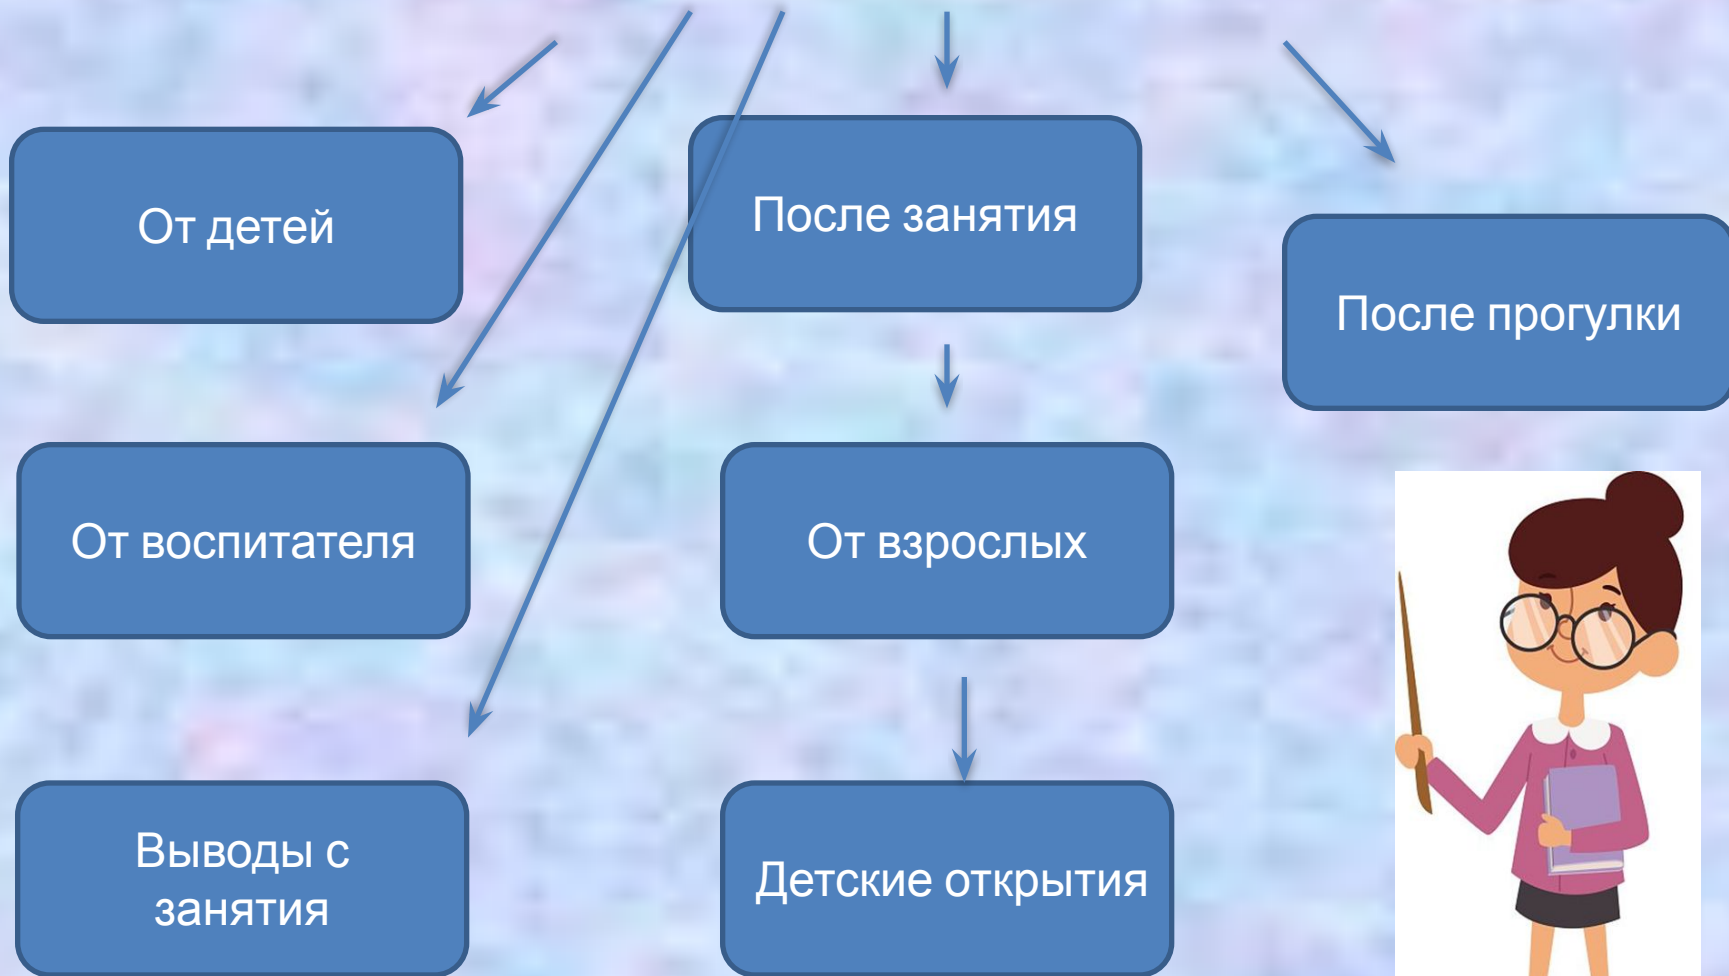 От детей
После занятия
После прогулки
От воспитателя
От взрослых
Выводы с
занятия
Детские открытия